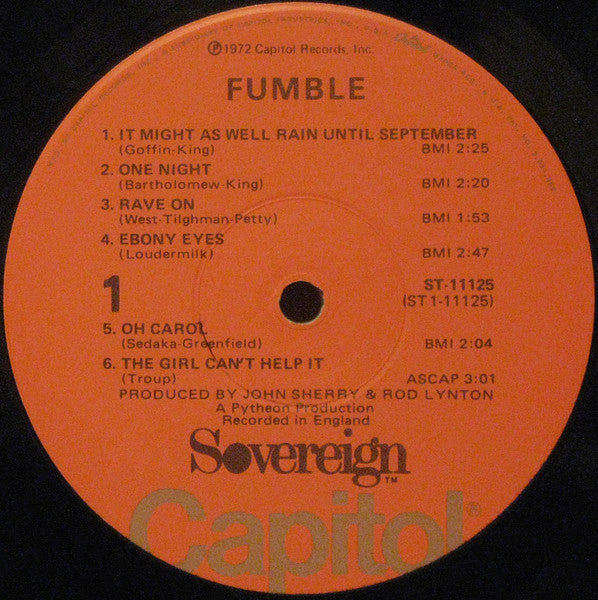 ℗1972 Capitol Records, Inc.
FUMBLE
1. IT MIGHT AS WELL RAIN UNTIL SEPTEMBER
(Goffin-King) BMI 2:25
2. ONE NIGHT
(Bartholomew-King) BMI 2:20
3. RAVE ON
(West-Tilghman-Petty) BMI 1:53
4. EBONY EYES
(Loudermilk) BMI 2:47
1 ST-11125
(ST1-11125)
5. OH CAROL
(Sedaka-Greenfield) BMI 2:04
6. THE GIRL CAN'T HELP IT
(Troup) ASCAP 3:01
PRODUCED BY JOHN SHERRY & ROD LYNTON
A Pytheon Production
Recorded in England
Sovereign TM
Capitol®